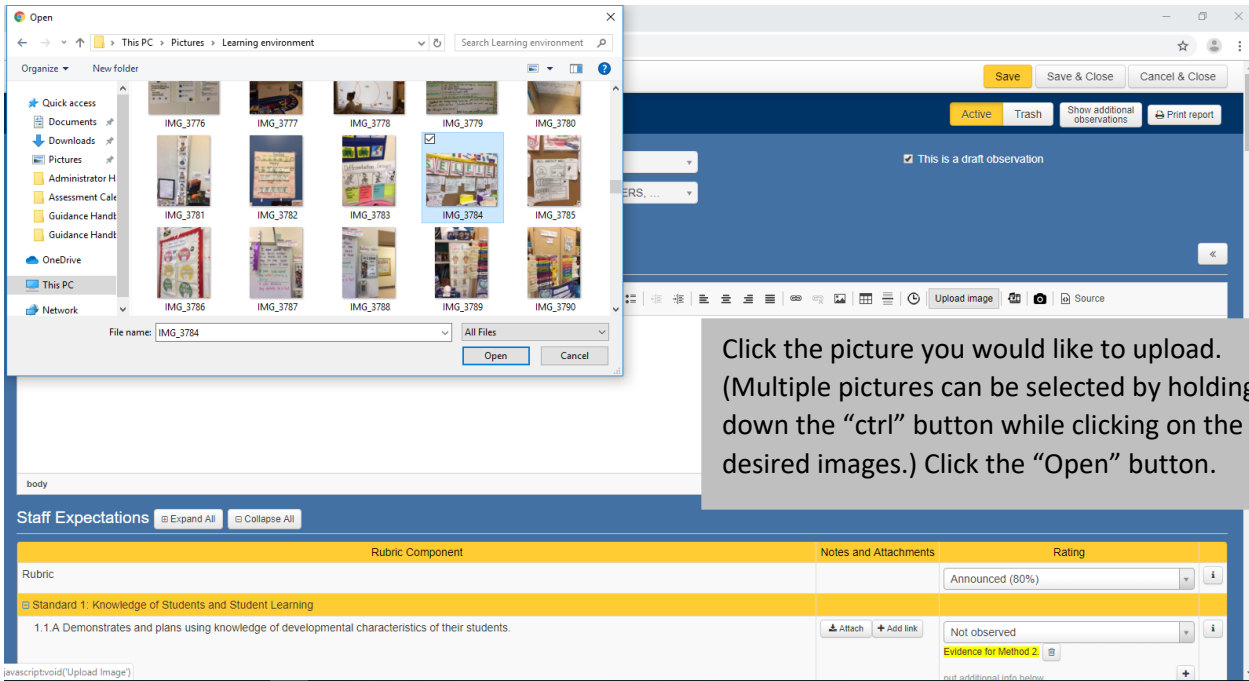 Open
This PC > Pictures > Learning environment
Search Learning environment
Organize
New folder
Quick access
Documents
Downloads
Pictures
Administrator H
Assessment Cale
Guidance Handb
Guidance Handb
OneDrive
This PC
Network
IMG_3776 IMG_3777 IMG_3778 IMG_3779 IMG_3780
IMG_3781 IMG_3782 IMG_3783 IMG_3784 IMG_3785
IMG_3786 IMG_3787 IMG_3788 IMG_3789 IMG_3790
File name: IMG_3784
All Files
Open Cancel
Save Save & Close Cancel & Close
Active Trash Show additional
observations
Print report
This is a draft observation
ERS, ...
Upload image
Source
Click the picture you would like to upload.
(Multiple pictures can be selected by holding
down the “ctrl” button while clicking on the
desired images.) Click the “Open” button.
body
Staff Expectations Expand All Collapse All
Rubric Component Notes and Attachments Rating
Rubric Announced (80%)
Standard 1: Knowledge of Students and Student Learning
1.1.A Demonstrates and plans using knowledge of developmental characteristics of their students. Attach Add link Not observed
Evidence for Method 2.
put additional info below
javascript:void('Upload Image')